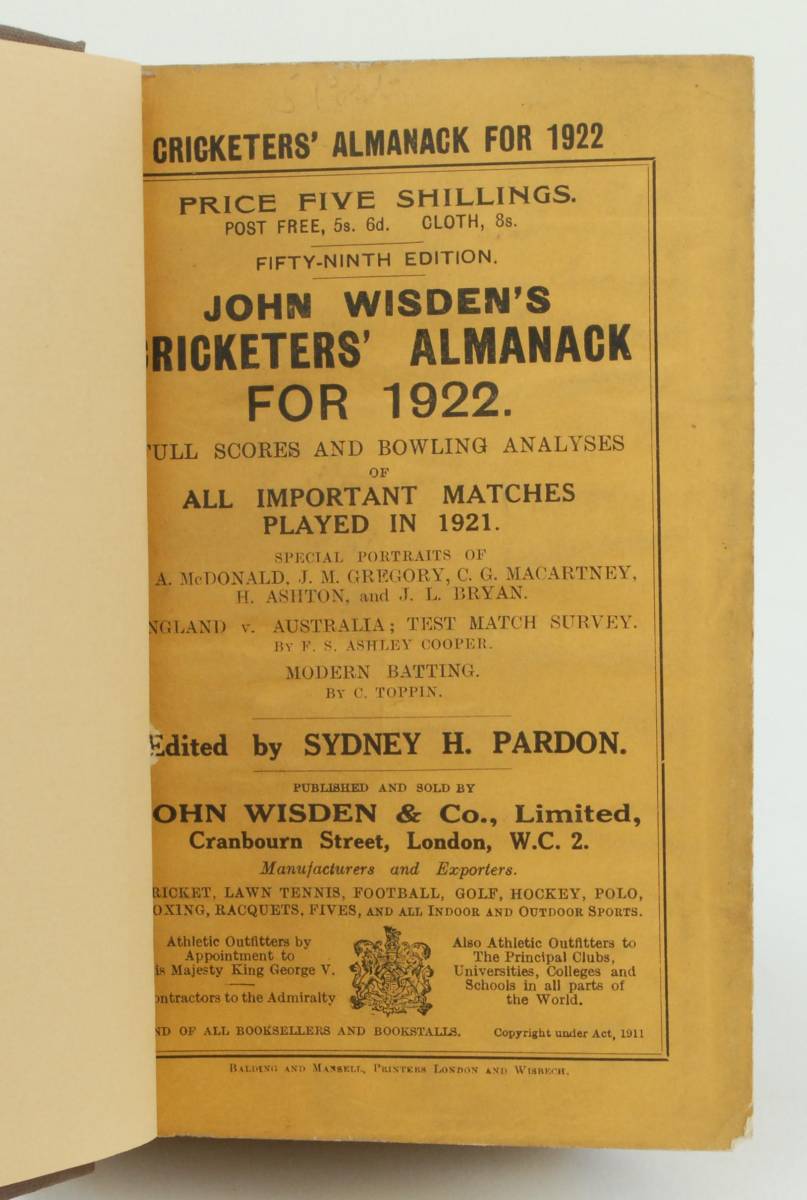 CRICKETERS' ALMANACK FOR 1922
PRICE FIVE SHILLINGS.
POST FREE, 5s. 6d. CLOTH, 8s.
FIFTY-NINTH EDITION.
JOHN WISDEN'S
RICKETERS' ALMANACK
FOR 1922.
ULL SCORES AND BOWLING ANALYSES
OF
ALL IMPORTANT MATCHES
PLAYED IN 1921.
SPECIAL PORTRAITS OF
A. McDONALD, J. M. GREGORY, C. G. MACARTNEY,
H. ASHTON, and J. L. BRYAN.
NGLAND v. AUSTRALIA; TEST MATCH SURVEY.
BY F. S. ASHLEY COOPER.
MODERN BATTING.
BY C. TOPPIN.
Edited by SYDNEY H. PARDON.
PUBLISHED AND SOLD BY
OHN WISDEN & Co., Limited,
Cranbourn Street, London, W.C. 2.
Manufacturers and Exporters.
RICKET, LAWN TENNIS, FOOTBALL, GOLF, HOCKEY, POLO,
OXING, RACQUETS, FIVES, AND ALL INDOOR AND OUTDOOR SPORTS.
Athletic Outfitters by
Appointment to
is Majesty King George V.
ontractors to the Admiralty
Also Athletic Outfitters to
The Principal Clubs,
Universities, Colleges and
Schools in all parts of
the World.
ND OF ALL BOOKSELLERS AND BOOKSTALLS. Copyright under Act, 1911
BALDING AND MANSELL, PRINTERS LONDON AND WISBECH.